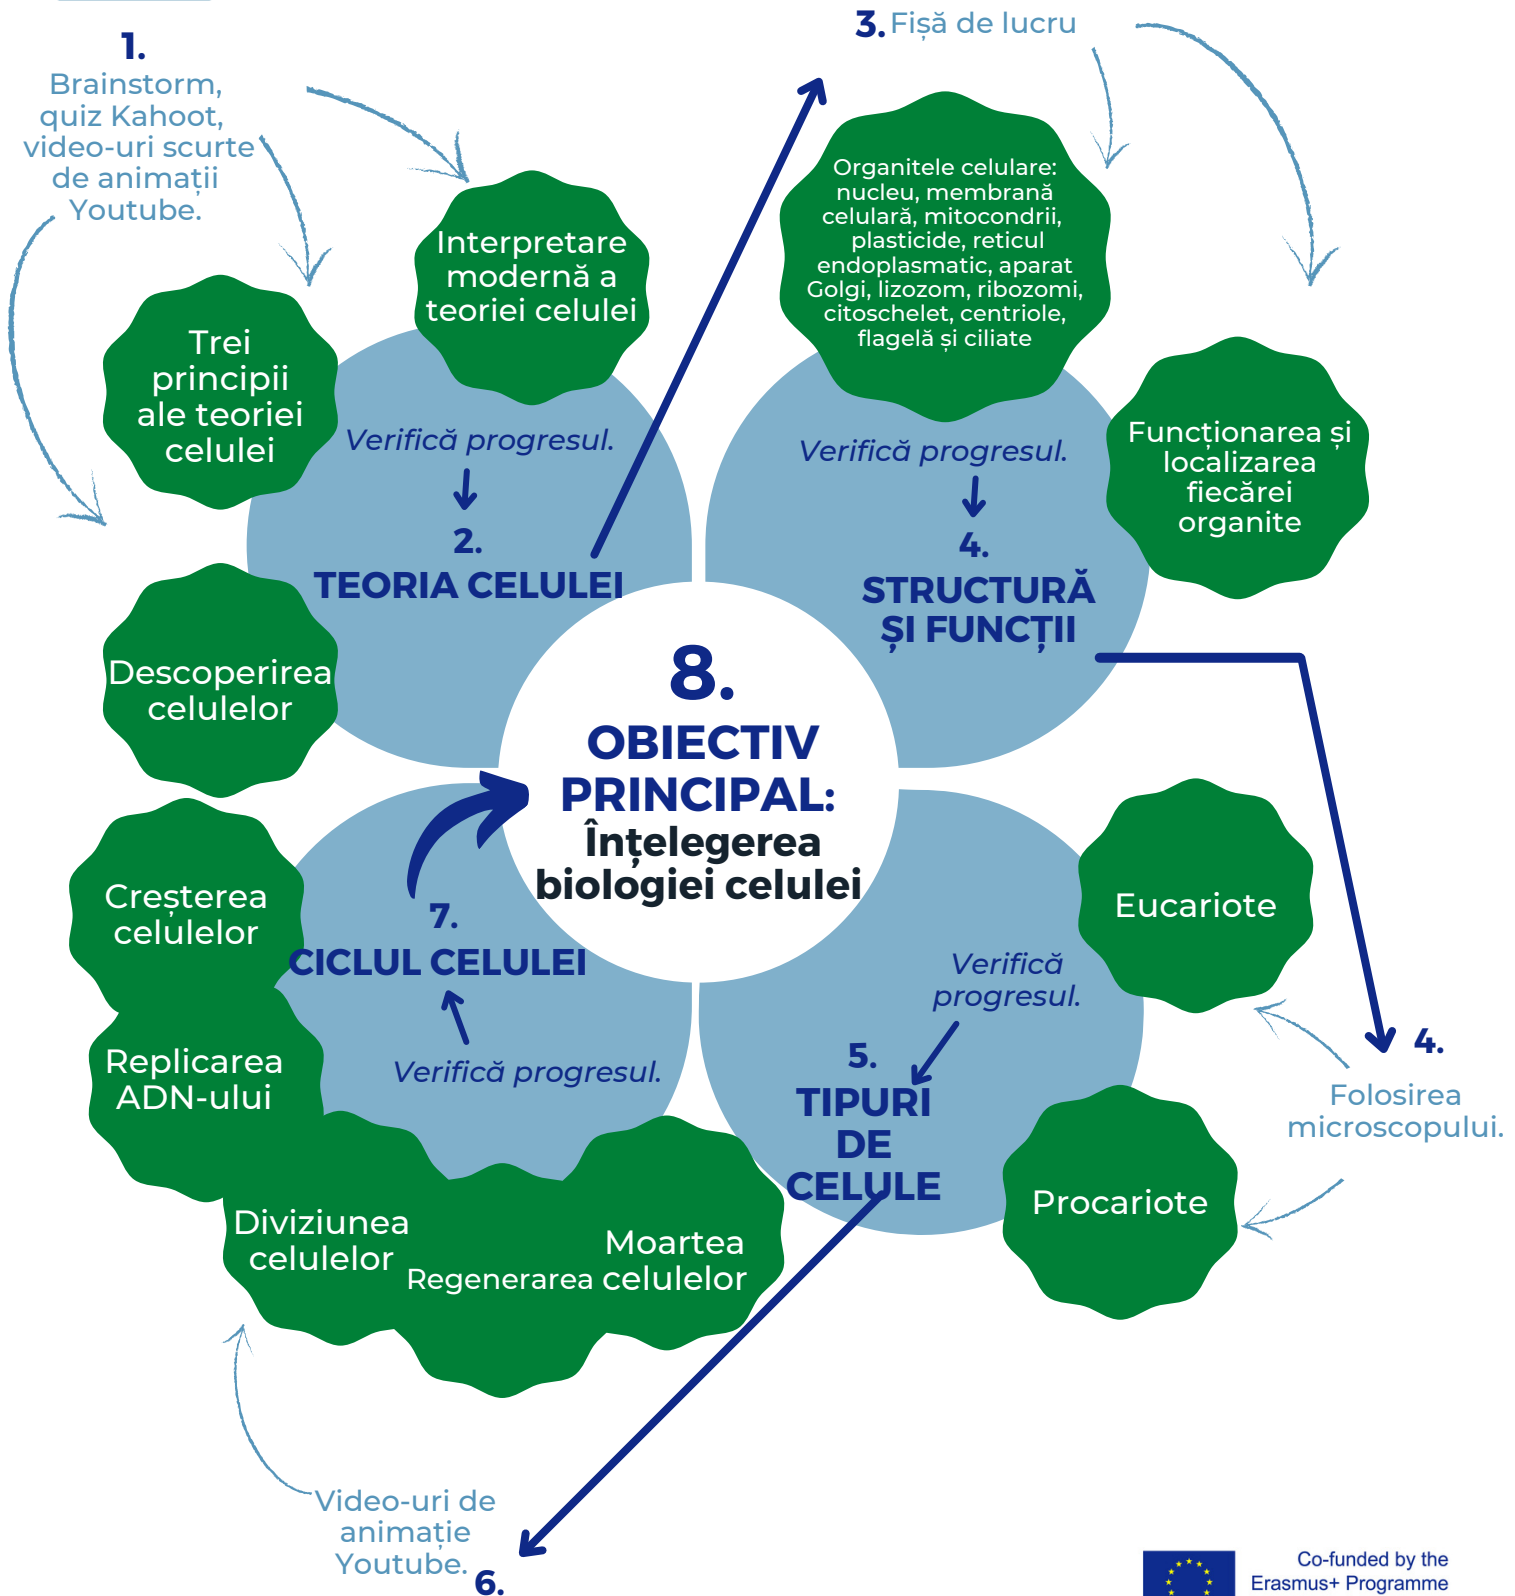 1.
Brainstorm,
quiz Kahoot,
video-uri scurte
de animații
Youtube.
3. Fișă de lucru
Interpretare
modernă a
teoriei celulei
Trei
principii
ale teoriei
celulei
Descoperirea
celulelor
Verifică progresul.
2.
TEORIA CELULEI
Organitele celulare:
nucleu, membrană
celulară, mitocondrii,
plasticide, reticul
endoplasmatic, aparat
Golgi, lizozom, ribozomi,
citoschelet, centriole,
flagelă și ciliate
Funcționarea și
localizarea
fiecărei
organite
Verifică progresul.
4.
STRUCTURĂ
ȘI FUNCȚII
8.
OBIECTIV
PRINCIPAL:
Înțelegerea
biologiei celulei
Eucariote
Procariote
Verifică
progresul.
5.
TIPURI
DE
CELULE
4.
Folosirea
microscopului.
7.
CICLUL CELULEI
Verifică progresul.
Creșterea
celulelor
Replicarea
ADN-ului
Diviziunea
celulelor
Regenerarea
Moartea
celulelor
Video-uri de
animație
Youtube.
6.
Co-funded by the
Erasmus+ Programme